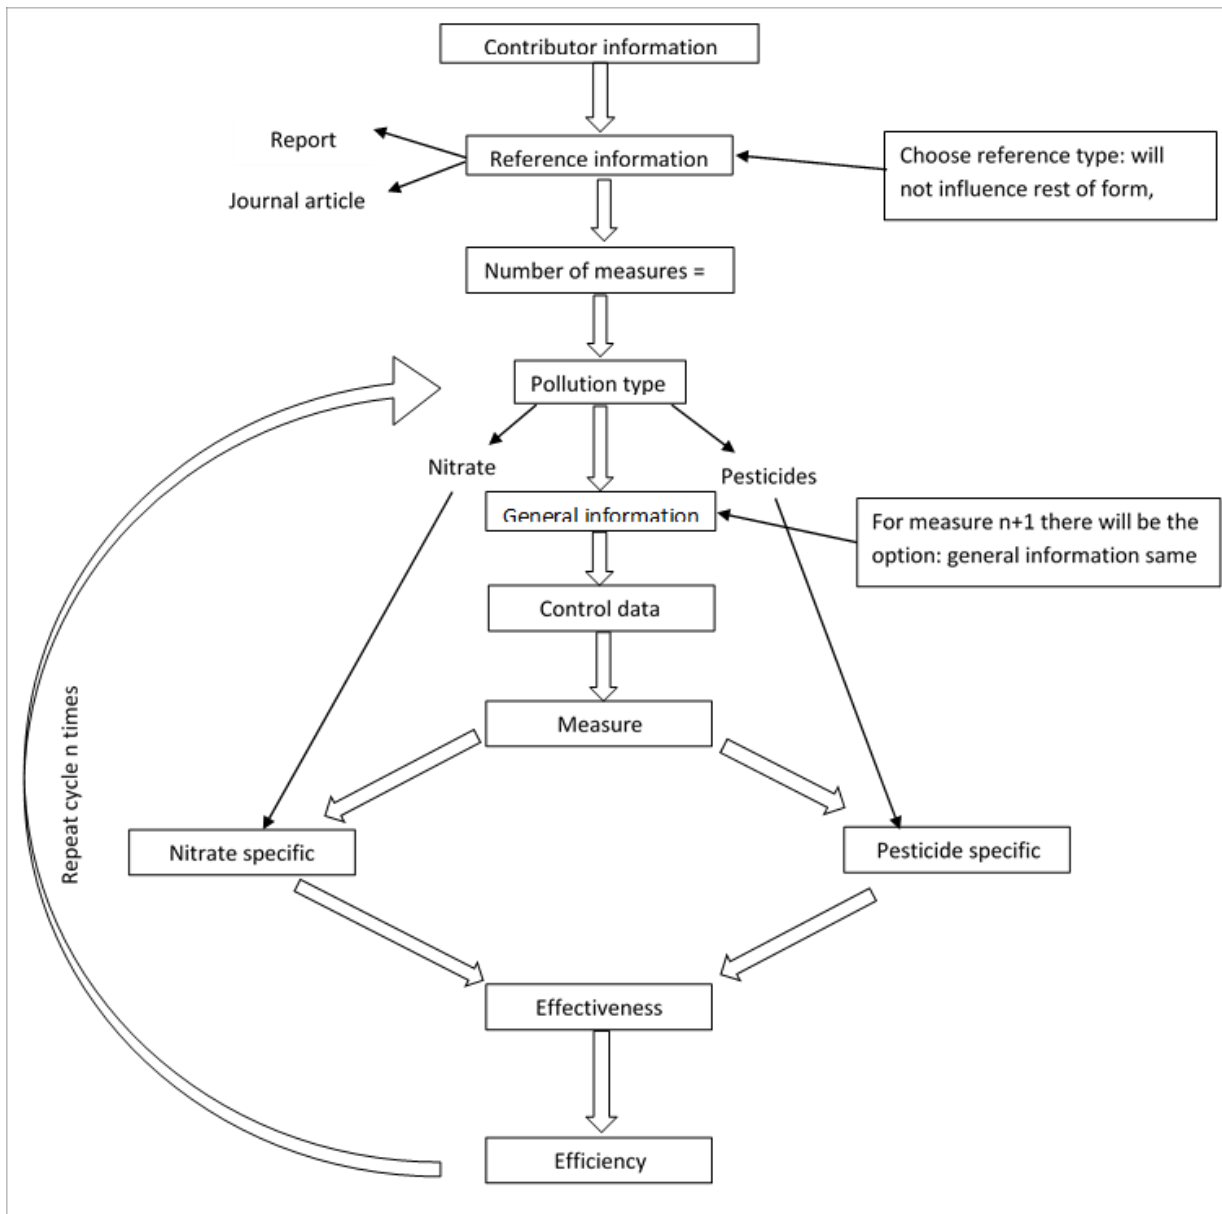 Contributor information
Report
Reference information
Choose reference type: will
not influence rest of form,
Journal article
Number of measures =
Pollution type
Nitrate
Pesticides
General information
For measure n+1 there will be the
option: general information same
Control data
Measure
Repeat cycle n times
Nitrate specific
Pesticide specific
Effectiveness
Efficiency